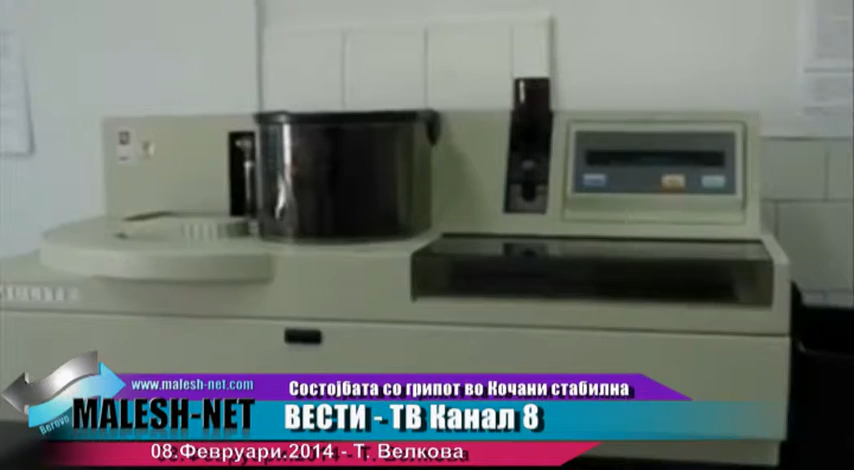 www.malesh-net.com
Состојбата со грипот во Кочани стабилна
Berovo
MALESH-NET
ВЕСТИ - ТВ Канал 8
08.Февруари.2014 - Т. Велкова